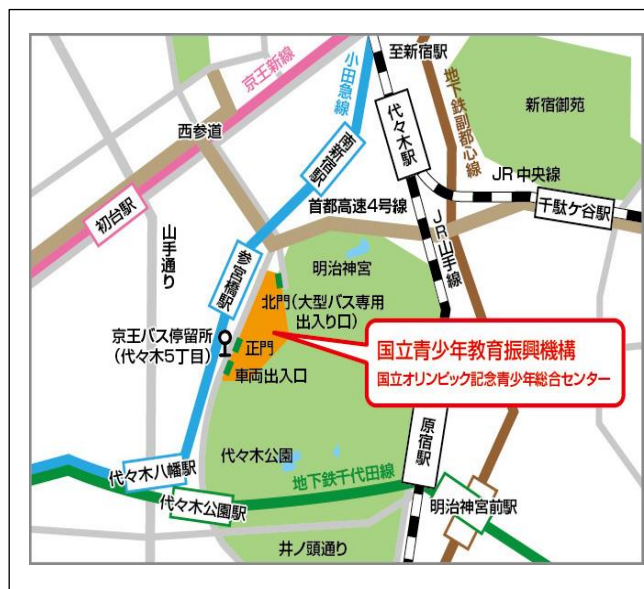 京王新線
小田急線
至新宿駅
代々木駅
地下鉄副都心線
新宿御苑
西参道
南新宿駅
JR中央線
千駄ケ谷駅
初台駅
山手通り
首都高速4号線
JR山手線
参宮橋駅
明治神宮
北門(大型バス専用
出入り口)
京王バス停留所
(代々木5丁目)
正門
車両出入口
国立青少年教育振興機構
国立オリンピック記念青少年総合センター
原宿駅
代々木公園
代々木八幡駅
地下鉄千代田線
代々木公園駅
明治神宮前駅
井ノ頭通り